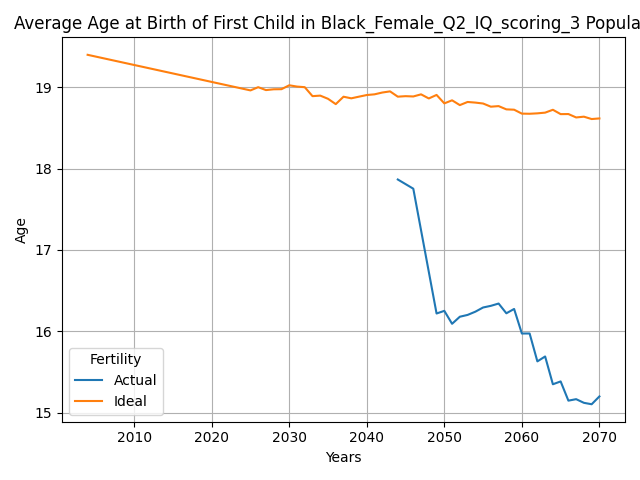 Average Age at Birth of First Child in Black_Female_Q2_IQ_scoring_3 Popula
Age
19
18
17
16
15
Fertility
Actual
Ideal
2010 2020 2030 2040 2050 2060 2070
Years